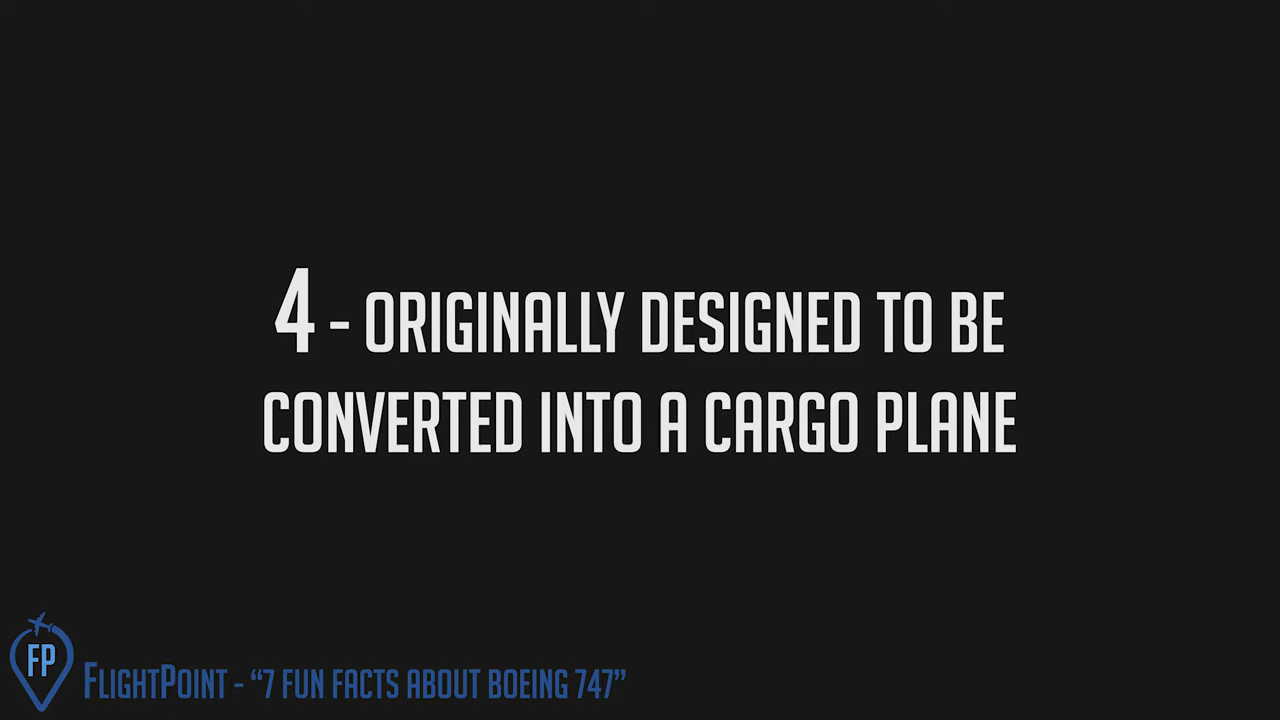 4 - ORIGINALLY DESIGNED TO BE
CONVERTED INTO A CARGO PLANE
FP
FLIGHTPOINT - “7 FUN FACTS ABOUT BOEING 747”